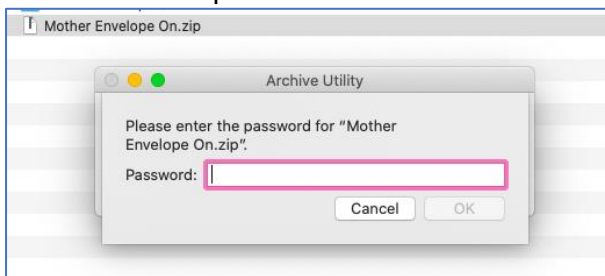 Mother Envelope On.zip
Archive Utility
Please enter the password for “Mother
Envelope On.zip”.
Password:
Cancel
OK